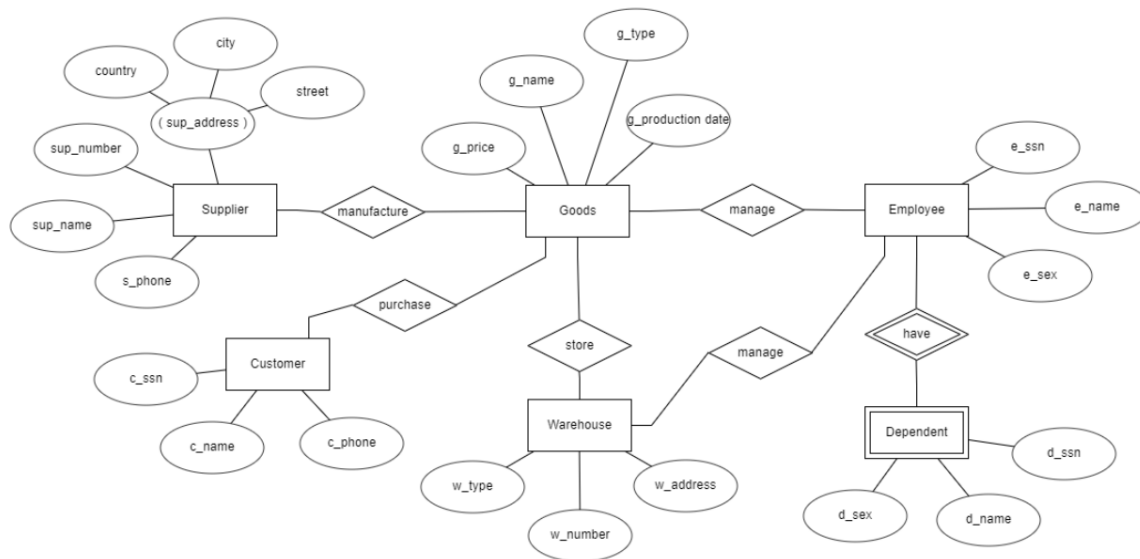 city
g_type
country
g_name
street
( sup_address )
g_production date
sup_number
g_price
e_ssn
Supplier
manufacture
Goods
manage
Employee
sup_name
e_name
s_phone
e_sex
purchase
have
store
manage
Customer
c_ssn
Warehouse
Dependent
c_name
c_phone
d_ssn
w_type
w_address
d_sex
d_name
w_number